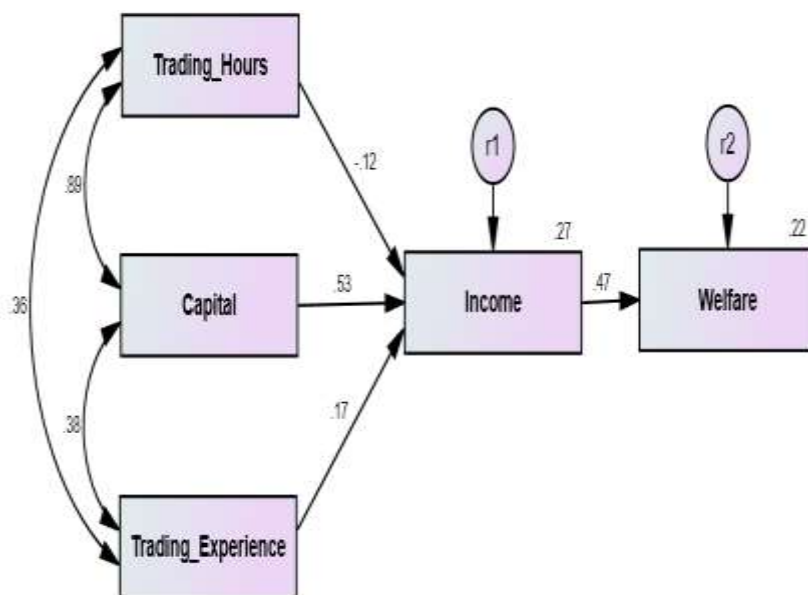 Trading_Hours
r1
r2
-.12
.89
.27
.22
Capital
.53
Income
.47
Welfare
.36
.38
.17
Trading_Experience